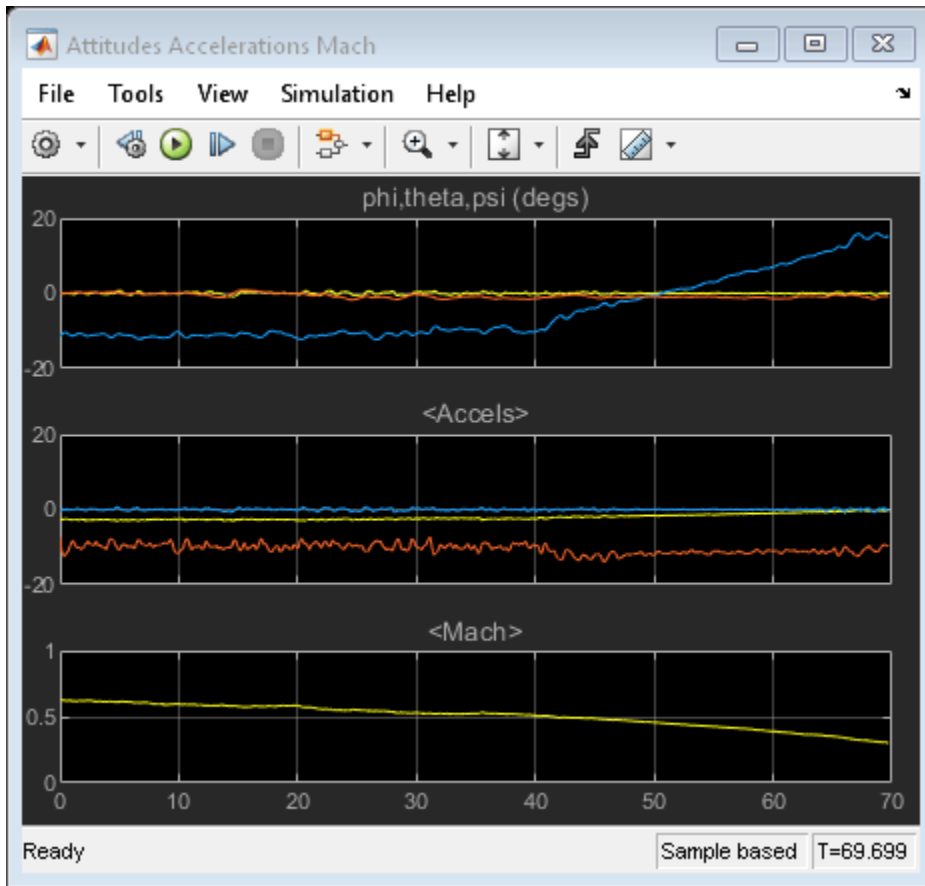 Attitudes Accelerations Mach
File Tools View Simulation Help
phi,theta,psi (degs)
20
0
-20
<Accels>
20
0
-20
<Mach>
1
0.5
0
0 10 20 30 40 50 60 70
Ready Sample based T=69.699